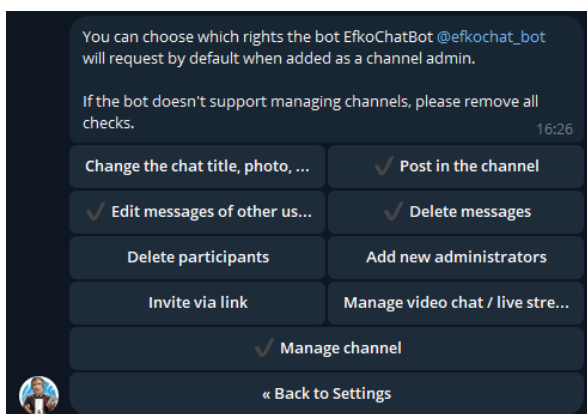 You can choose which rights the bot EfkoChatBot @efkochat_bot
will request by default when added as a channel admin.
If the bot doesn't support managing channels, please remove all
checks.
16:26
Change the chat title, photo, ...
✔ Post in the channel
✔ Edit messages of other us...
✔ Delete messages
Delete participants
Add new administrators
Invite via link
Manage video chat / live stre...
✔ Manage channel
« Back to Settings